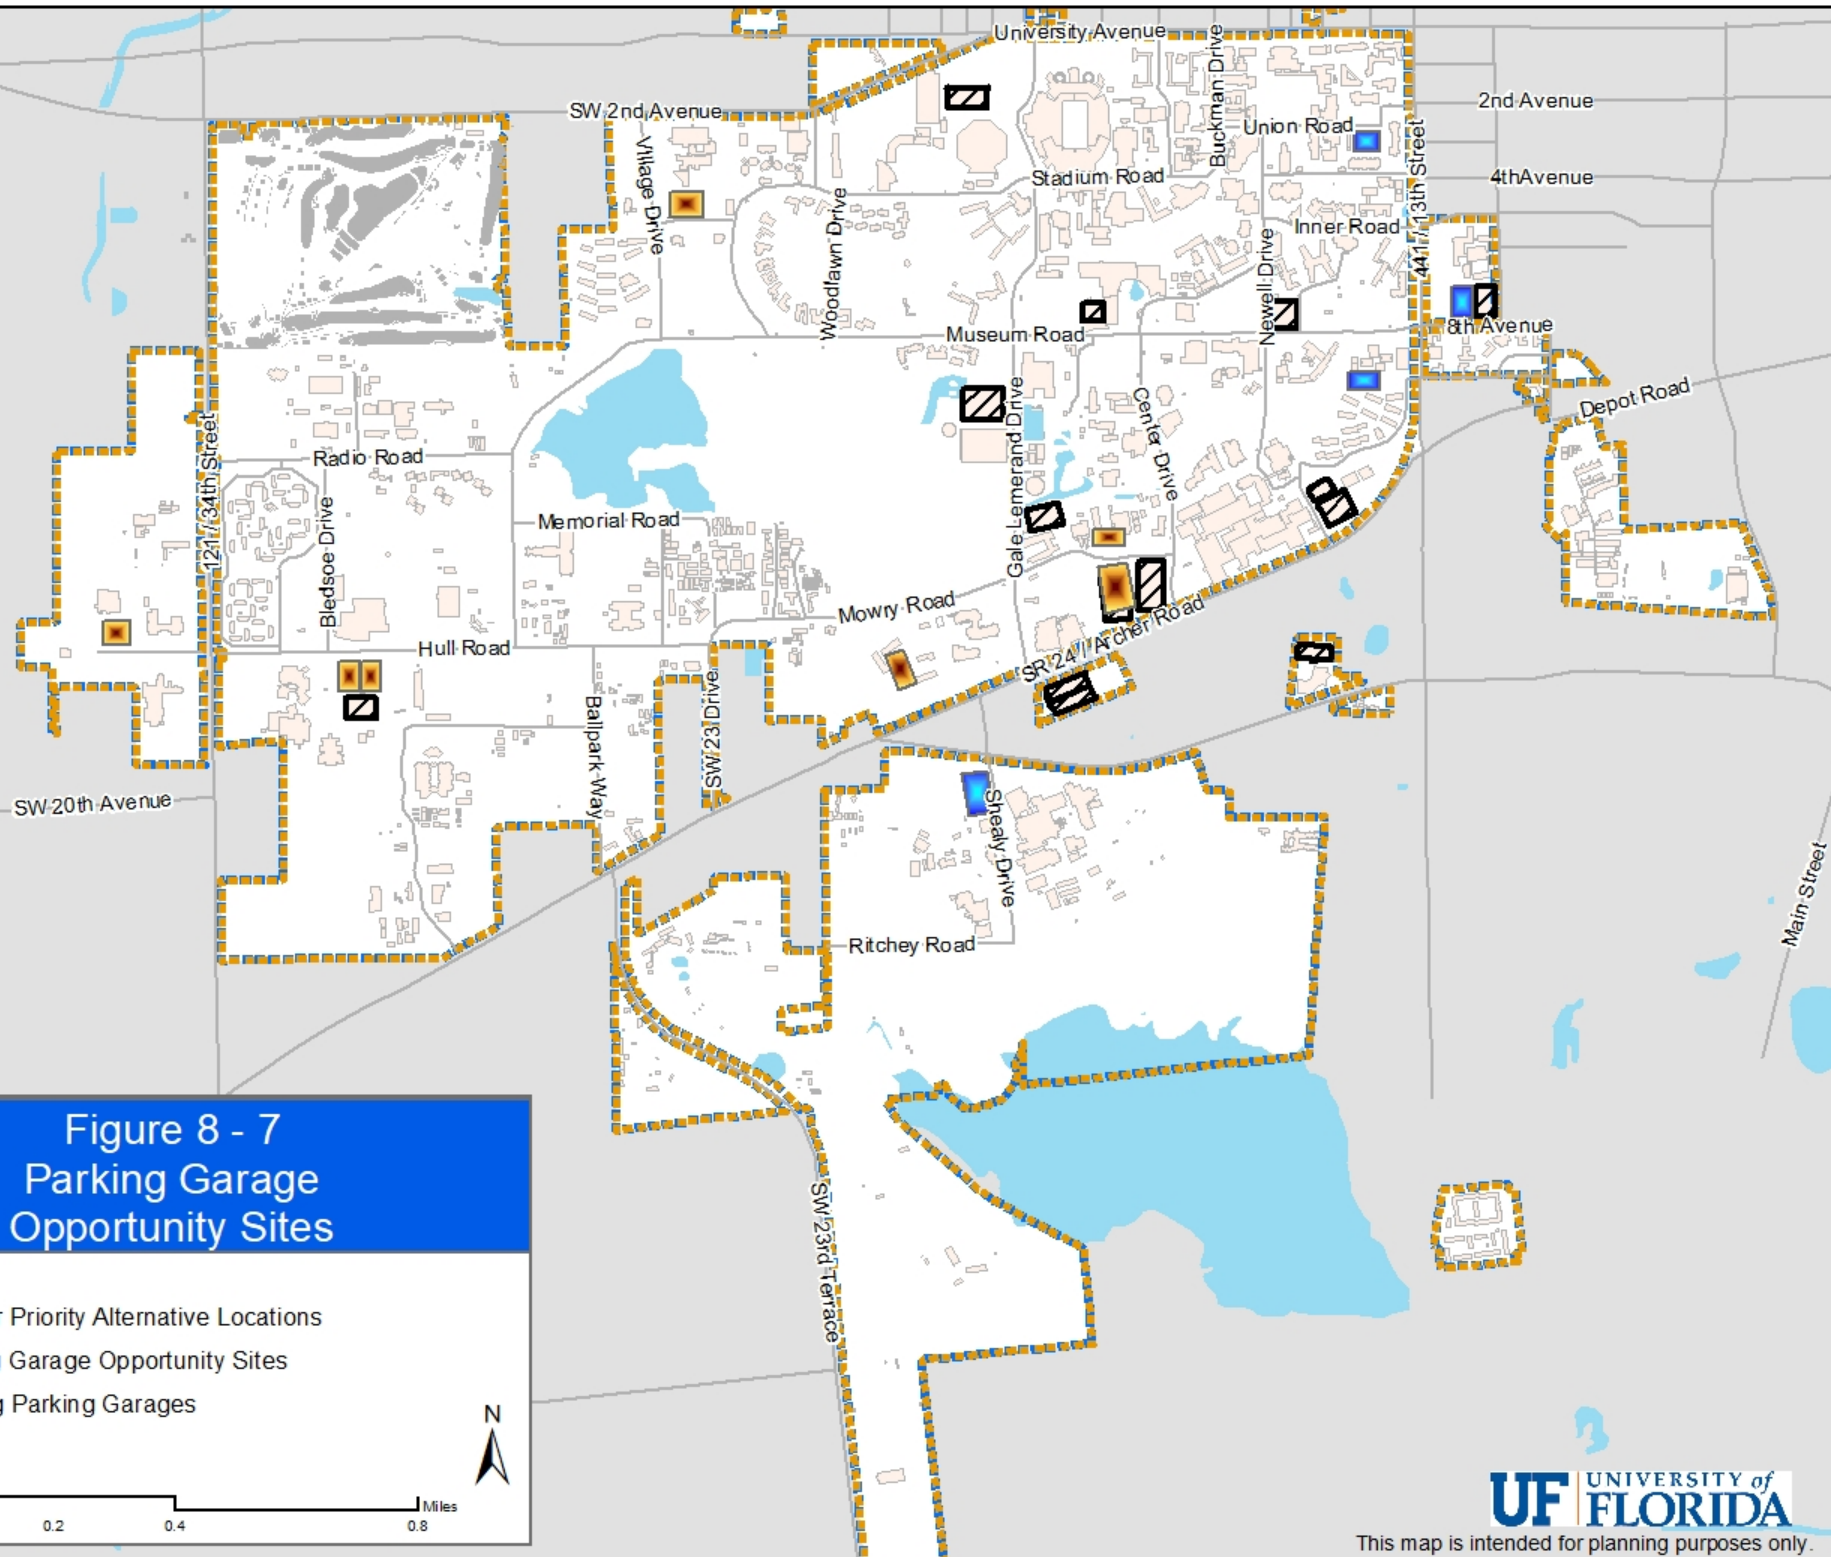 University Avenue
SW 2nd Avenue
2nd Avenue
Buckman Drive
Union Road
Village Drive
Stadium Road
4thAvenue
441 / 13th Street
Woodlawn Drive
Inner Road
Newell Drive
Museum Road
8th Avenue
Depot Road
Center Drive
Gale Lemerand Drive
121 / 34th Street
Radio Road
Bledsoe Drive
Memorial Road
Mowry Road
Hull Road
SR 24 / Archer Road
SW 23 Drive
Ballpark Way
SW 20th Avenue
Shealy Drive
Main Street
Ritchey Road
SW 23rd Terrace
Figure 8 - 7
Parking Garage
Opportunity Sites
Priority Alternative Locations
Garage Opportunity Sites
Parking Garages
N
Miles
0.2 0.4 0.8
UF UNIVERSITY of
FLORIDA
This map is intended for planning purposes only.